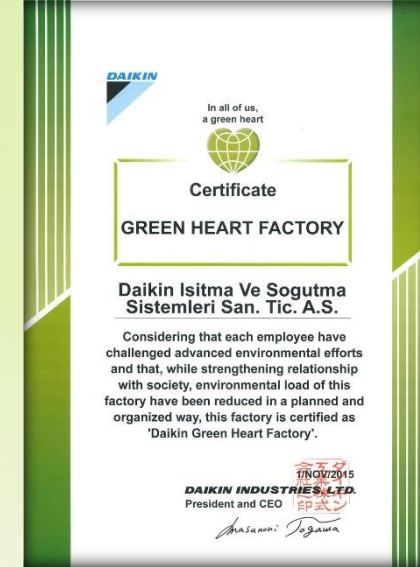 DAIKIN
In all of us,
a green heart
Certificate
GREEN HEART FACTORY
Daikin Isitma Ve Sogutma
Sistemleri San. Tic. A.S.
Considering that each employee have
challenged advanced environmental efforts
and that, while strengthening relationship
with society, environmental load of this
factory have been reduced in a planned and
organized way, this factory is certified as
'Daikin Green Heart Factory'.
1/NOV/2015
DAIKIN INDUSTRIES, LTD.
President and CEO
Masanori Togawa